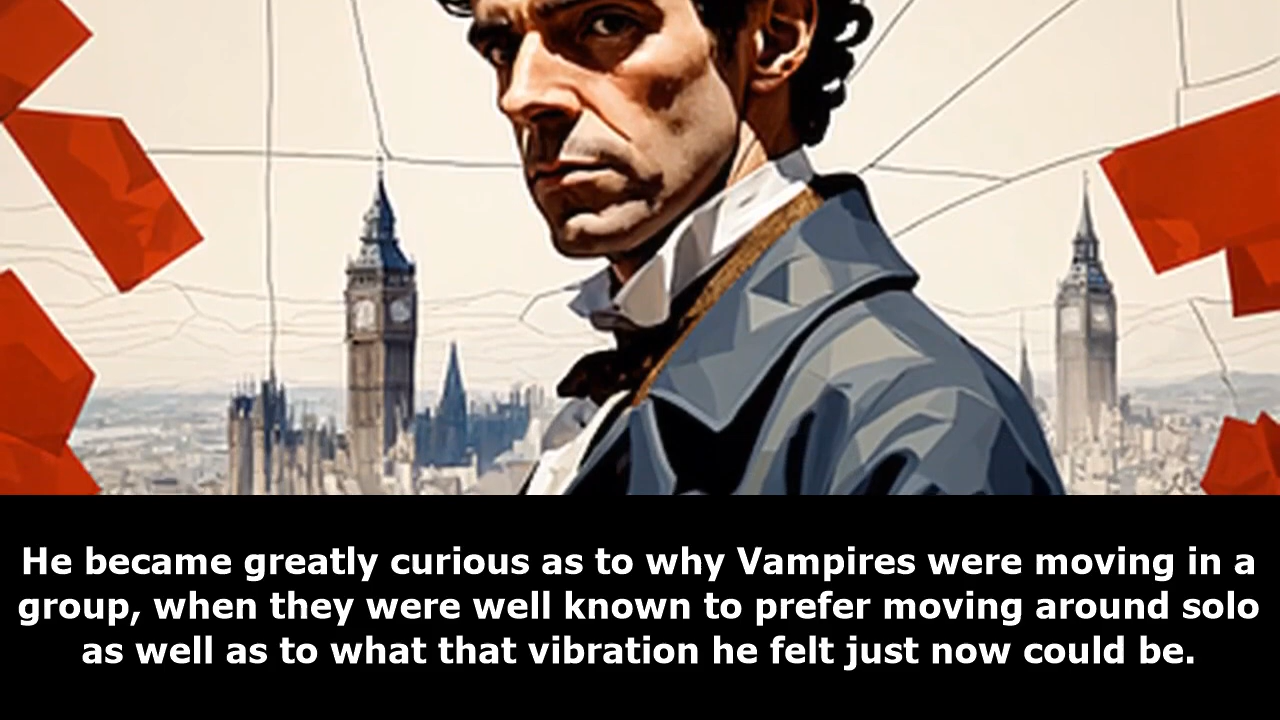 He became greatly curious as to why Vampires were moving in a
group, when they were well known to prefer moving around solo
as well as to what that vibration he felt just now could be.